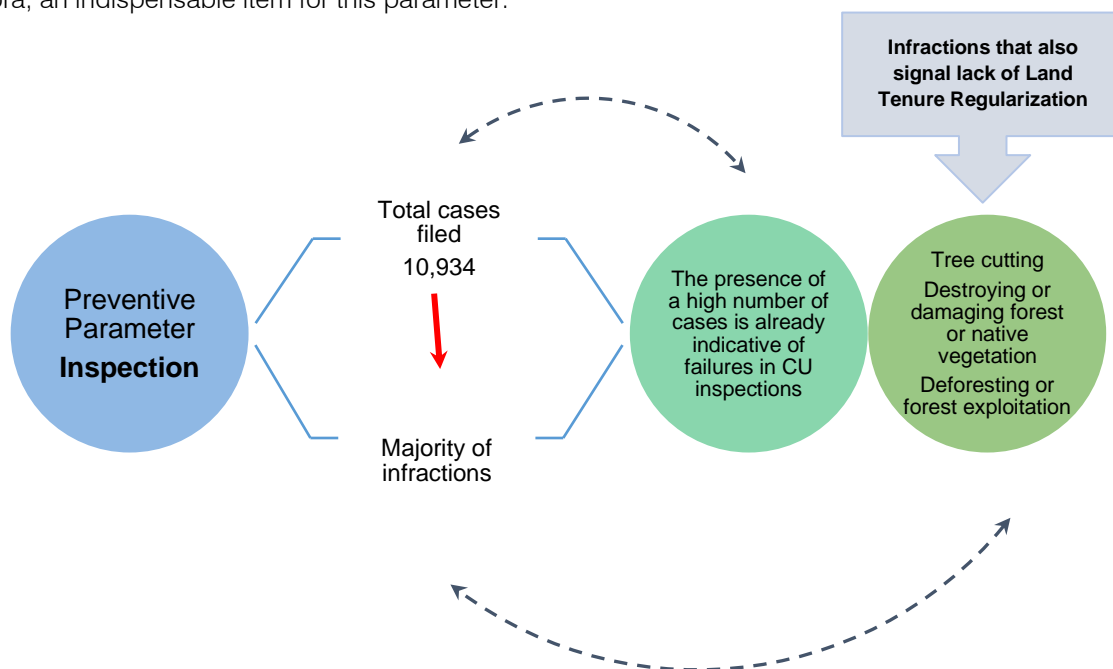 ora, an indispensable item for this parameter.
Infractions that also
signal lack of Land
Tenure Regularization
Preventive
Parameter
Inspection
Total cases
filed
10,934
Majority of
infractions
The presence of
a high number of
cases is already
indicative of
failures in CU
inspections
Tree cutting
Destroying or
damaging forest
or native
vegetation
Deforesting or
forest exploitation